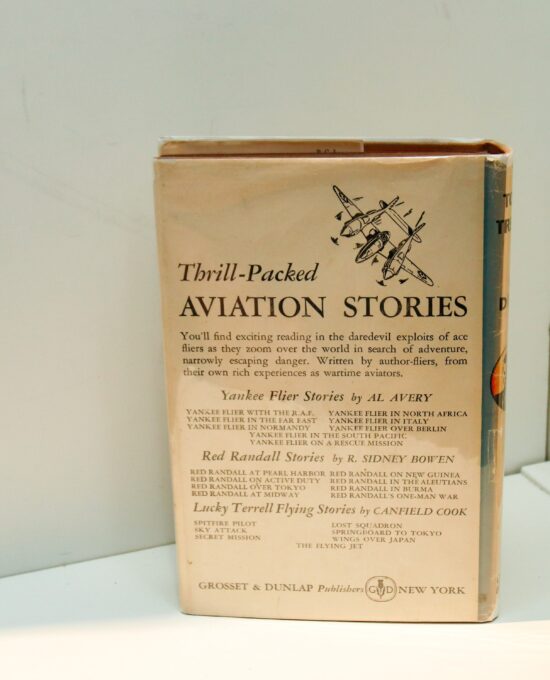 Thrill-Packed
AVIATION STORIES
You'll find exciting reading in the daredevil exploits of ace
fliers as they zoom over the world in search of adventure,
narrowly escaping danger. Written by author-fliers, from
their own rich experiences as wartime aviators.
Yankee Flier Stories by AL AVERY
YANKEE FLIER WITH THE R.A.F. YANKEE FLIER IN NORTH AFRICA
YANKEE FLIER IN THE FAR EAST YANKEE FLIER IN ITALY
YANKEE FLIER IN NORMANDY YANKEE FLIER OVER BERLIN
YANKEE FLIER IN THE SOUTH PACIFIC
YANKEE FLIER ON A RESCUE MISSION
Red Randall Stories by R. SIDNEY BOWEN
RED RANDALL AT PEARL HARBOR RED RANDALL ON NEW GUINEA
RED RANDALL ON ACTIVE DUTY RED RANDALL IN THE ALEUTIANS
RED RANDALL OVER TOKYO RED RANDALL IN BURMA
RED RANDALL AT MIDWAY RED RANDALL'S ONE-MAN WAR
Lucky Terrell Flying Stories by CANFIELD COOK
SPITFIRE PILOT LOST SQUADRON
SKY ATTACK SPRINGBOARD TO TOKYO
SECRET MISSION WINGS OVER JAPAN
THE FLYING JET
GROSSET & DUNLAP Publishers G&D NEW YORK